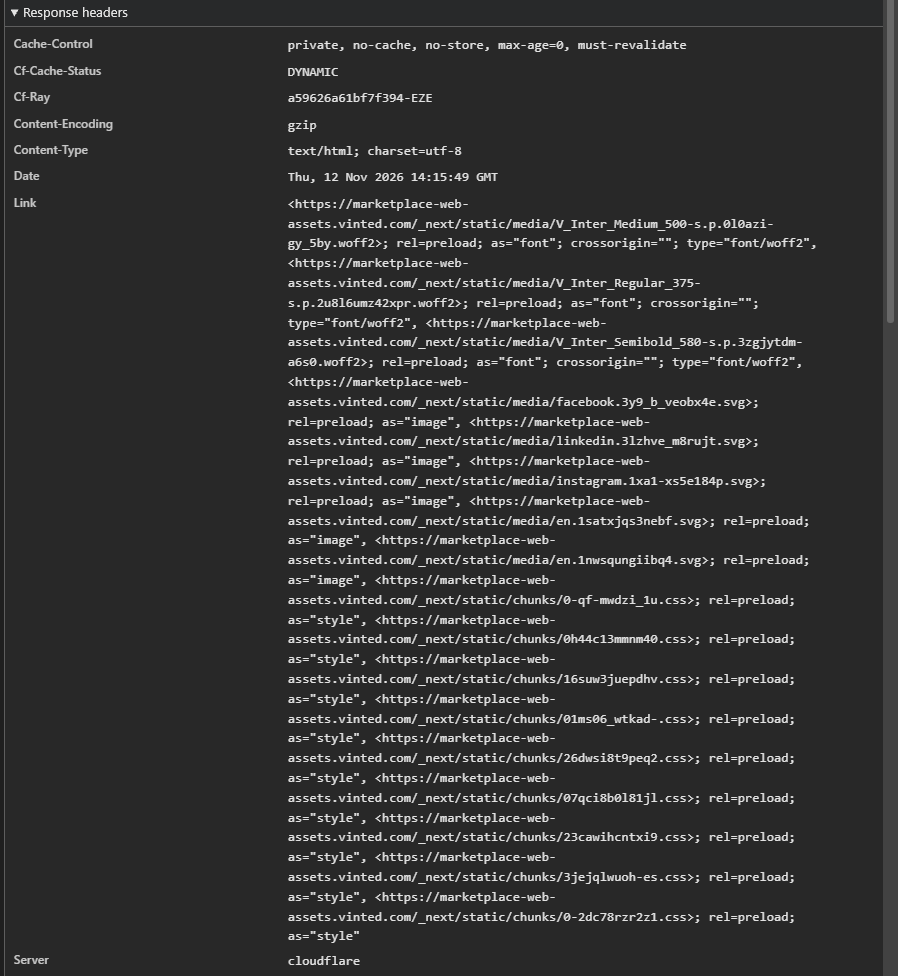 ▼ Response headers
Cache-Control private, no-cache, no-store, max-age=0, must-revalidate
Cf-Cache-Status DYNAMIC
Cf-Ray a59626a61bf7f394-EZE
Content-Encoding gzip
Content-Type text/html; charset=utf-8
Date Thu, 12 Nov 2026 14:15:49 GMT
Link <https://marketplace-web-
assets.vinted.com/_next/static/media/V_Inter_Medium_500-s.p.0l0azi-
gy_5by.woff2>; rel=preload; as="font"; crossorigin=""; type="font/woff2",
<https://marketplace-web-
assets.vinted.com/_next/static/media/V_Inter_Regular_375-
s.p.2u8l6umz42xpr.woff2>; rel=preload; as="font"; crossorigin="";
type="font/woff2", <https://marketplace-web-
assets.vinted.com/_next/static/media/V_Inter_Semibold_580-s.p.3zgjytdm-
a6s0.woff2>; rel=preload; as="font"; crossorigin=""; type="font/woff2",
<https://marketplace-web-
assets.vinted.com/_next/static/media/facebook.3y9_b_veobx4e.svg>;
rel=preload; as="image", <https://marketplace-web-
assets.vinted.com/_next/static/media/linkedin.3lzhve_m8rujt.svg>;
rel=preload; as="image", <https://marketplace-web-
assets.vinted.com/_next/static/media/instagram.1xa1-xs5e184p.svg>;
rel=preload; as="image", <https://marketplace-web-
assets.vinted.com/_next/static/media/en.1satxjqs3nebf.svg>; rel=preload;
as="image", <https://marketplace-web-
assets.vinted.com/_next/static/media/en.1nwsqungiibq4.svg>; rel=preload;
as="image", <https://marketplace-web-
assets.vinted.com/_next/static/chunks/0-qf-mwdzi_1u.css>; rel=preload;
as="style", <https://marketplace-web-
assets.vinted.com/_next/static/chunks/0h44c13mmnm40.css>; rel=preload;
as="style", <https://marketplace-web-
assets.vinted.com/_next/static/chunks/16suw3juepdhv.css>; rel=preload;
as="style", <https://marketplace-web-
assets.vinted.com/_next/static/chunks/01ms06_wtkad-.css>; rel=preload;
as="style", <https://marketplace-web-
assets.vinted.com/_next/static/chunks/26dwsi8t9peq2.css>; rel=preload;
as="style", <https://marketplace-web-
assets.vinted.com/_next/static/chunks/07qci8b0l81jl.css>; rel=preload;
as="style", <https://marketplace-web-
assets.vinted.com/_next/static/chunks/23cawihcntxi9.css>; rel=preload;
as="style", <https://marketplace-web-
assets.vinted.com/_next/static/chunks/3jejqlwuoh-es.css>; rel=preload;
as="style", <https://marketplace-web-
assets.vinted.com/_next/static/chunks/0-2dc78rzr2z1.css>; rel=preload;
as="style"
Server cloudflare